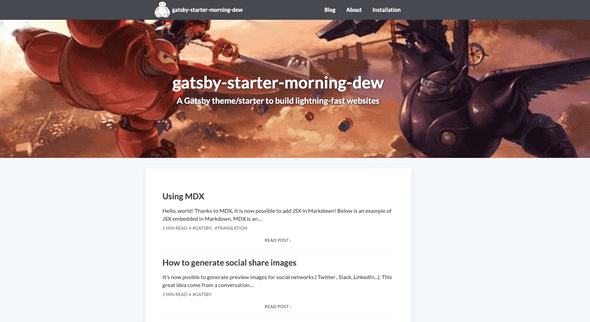 gatsby-starter-morning-dew
Blog About Installation
gatsby-starter-morning-dew
A Gatsby theme/starter to build lightning-fast websites
Using MDX
Hello, world! Thanks to MDX, it is now possible to add JSX in Markdown! Below is an example of
JSX embedded in Markdown. MDX is an…
1 MIN READ • #GATSBY, #TRANSLATION
READ POST ›
How to generate social share images
It's now posible to generate preview images for social networks ( Twitter , Slack, LinkedIn...). This
great idea come from a conversation…
1 MIN READ • #GATSBY
READ POST ›